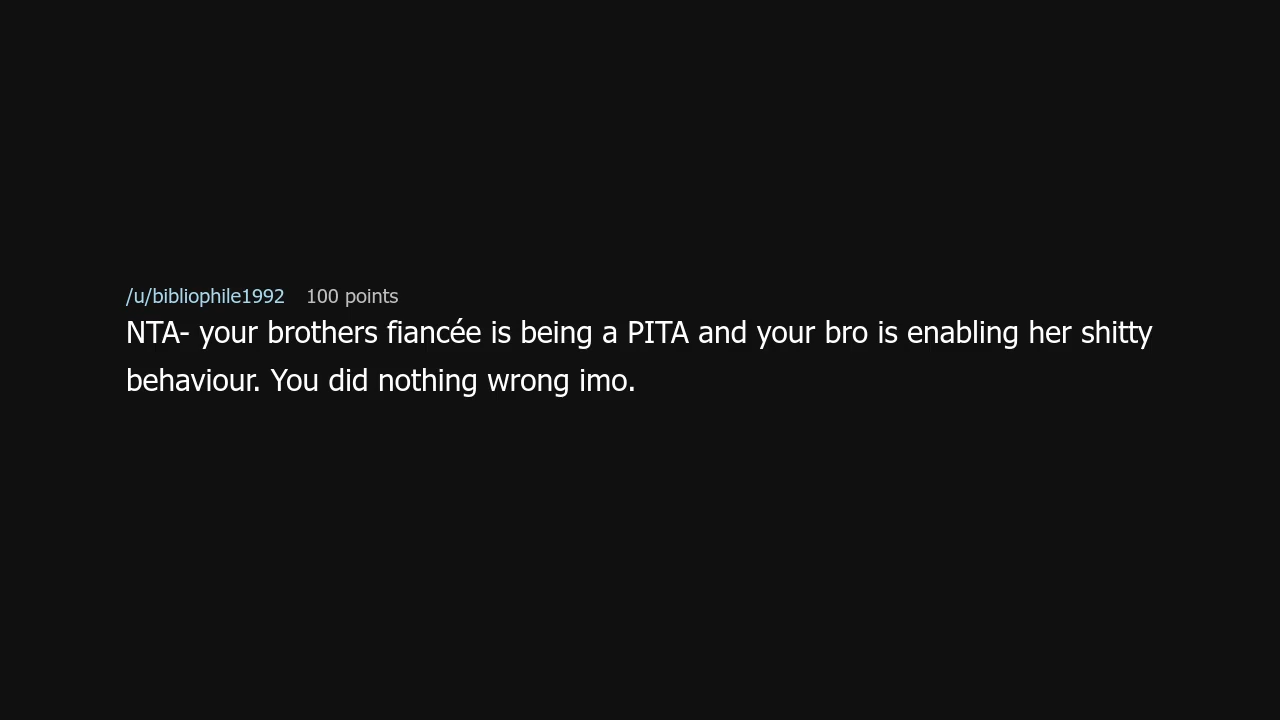 /u/bibliophile1992 100 points
NTA- your brothers fiancée is being a PITA and your bro is enabling her shitty
behaviour. You did nothing wrong imo.